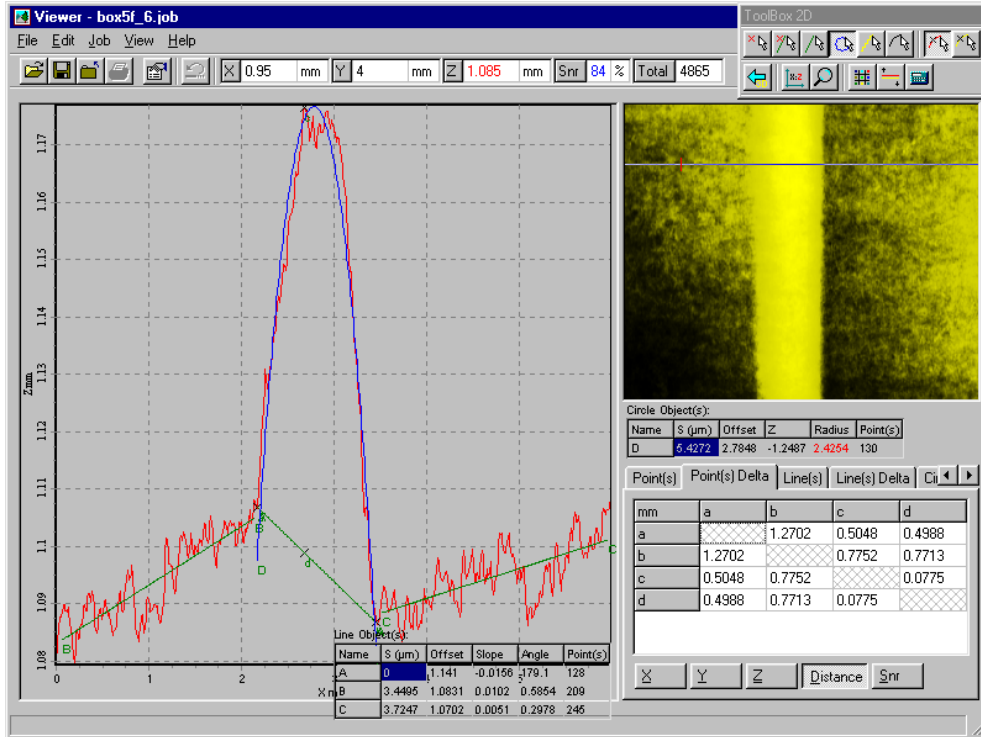 Viewer - box5f_6.job
ToolBox 2D
File Edit Job View Help
X 0.95 mm Y 4 mm Z 1.085 mm Snr 84 % Total 4865
X:Z
1.17
1.16
1.15
1.14
1.13
1.12
1.11
1.1
1.09
1.08
Zmm
B
D
B
d
C
A
C
0 1 2
X
Line Object(s):
Name S (µm) Offset Slope Angle Point(s)
A 0 1.141 -0.0156 179.1 128
B 3.4495 1.0831 0.0102 0.5854 209
C 3.7247 1.0702 0.0051 0.2978 245
Circle Object(s):
Name S (µm) Offset Z Radius Point(s)
D 5.4272 2.7848 -1.2487 2.4254 130
Point(s) Point(s) Delta Line(s) Line(s) Delta
mm a b c d
a 1.2702 0.5048 0.4988
b 1.2702 0.7752 0.7713
c 0.5048 0.7752 0.0775
d 0.4988 0.7713 0.0775
X Y Z Distance Snr